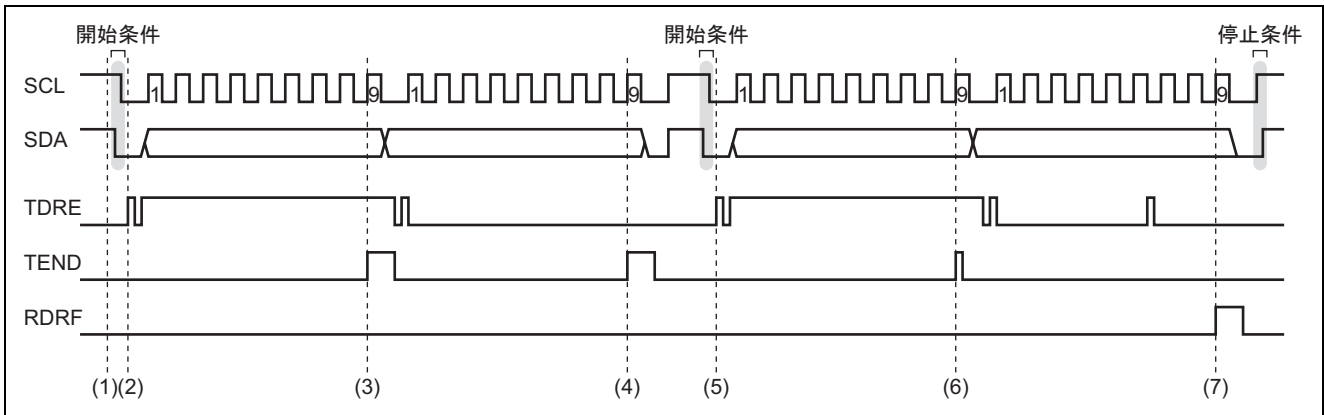 開始条件 開始条件 停止条件
SCL 1 9 1 9 1 9 1 9
SDA
TDRE
TEND
RDRF
(1)(2) (3) (4) (5) (6) (7)